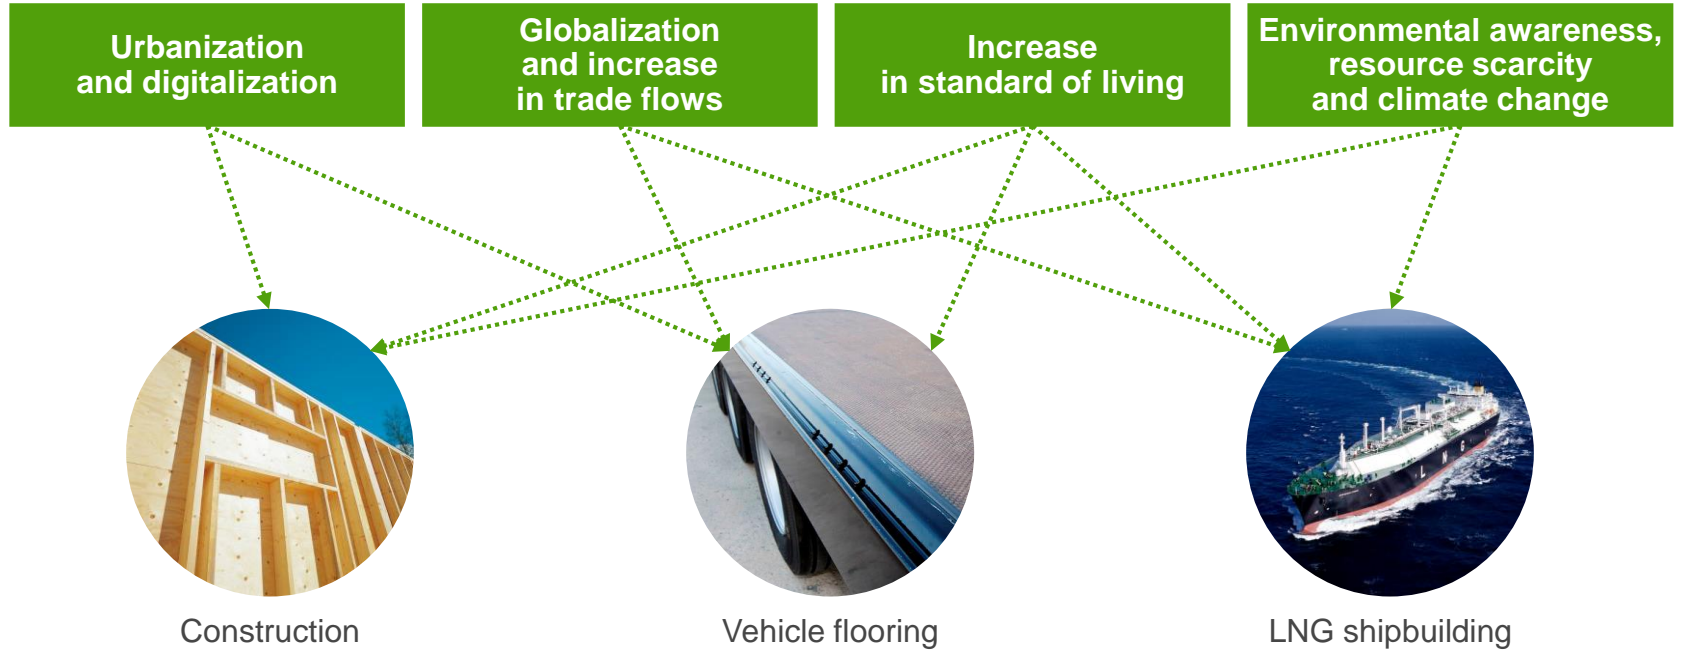 Urbanization
and digitalization
Globalization
and increase
in trade flows
Increase
in standard of living
Environmental awareness,
resource scarcity
and climate change
L N G
Construction
Vehicle flooring
LNG shipbuilding